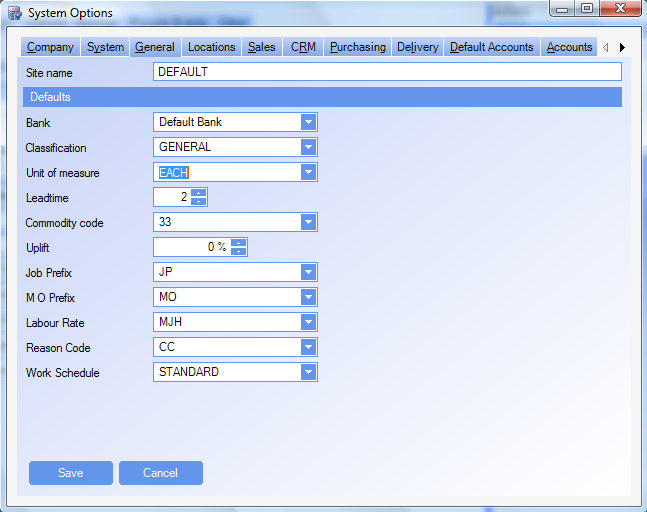 System Options
Company System General Locations Sales CRM Purchasing Delivery Default Accounts Accounts
Site name DEFAULT
Defaults
Bank Default Bank
Classification GENERAL
Unit of measure EACH
Leadtime 2
Commodity code 33
Uplift 0 %
Job Prefix JP
M O Prefix MO
Labour Rate MJH
Reason Code CC
Work Schedule STANDARD
Save Cancel